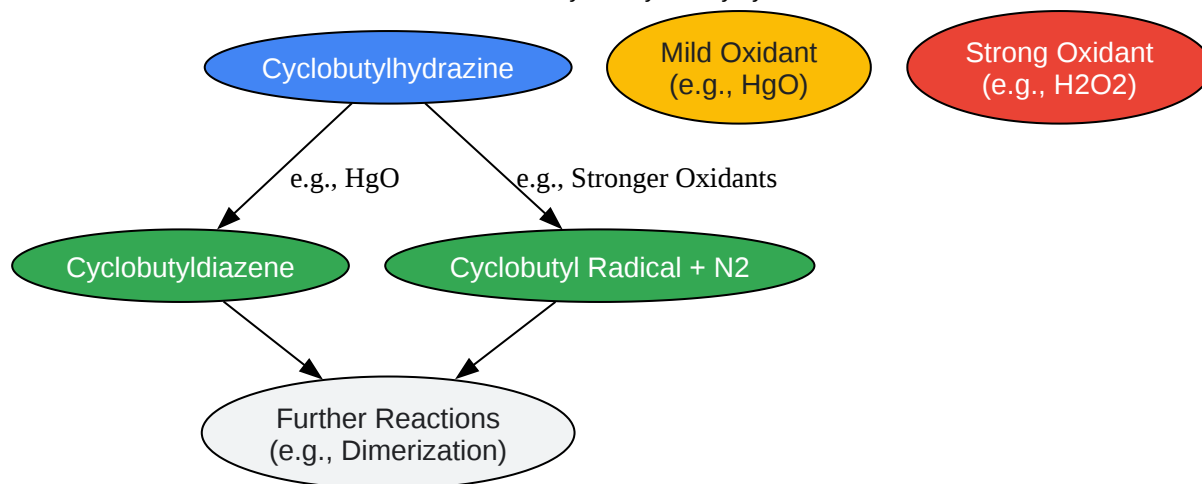 Cyclobutylhydrazine
Mild Oxidant
(e.g., HgO)
Strong Oxidant
(e.g., H2O2)
e.g., HgO
e.g., Stronger Oxidants
Cyclobutyldiazene
Cyclobutyl Radical + N2
Further Reactions
(e.g., Dimerization)